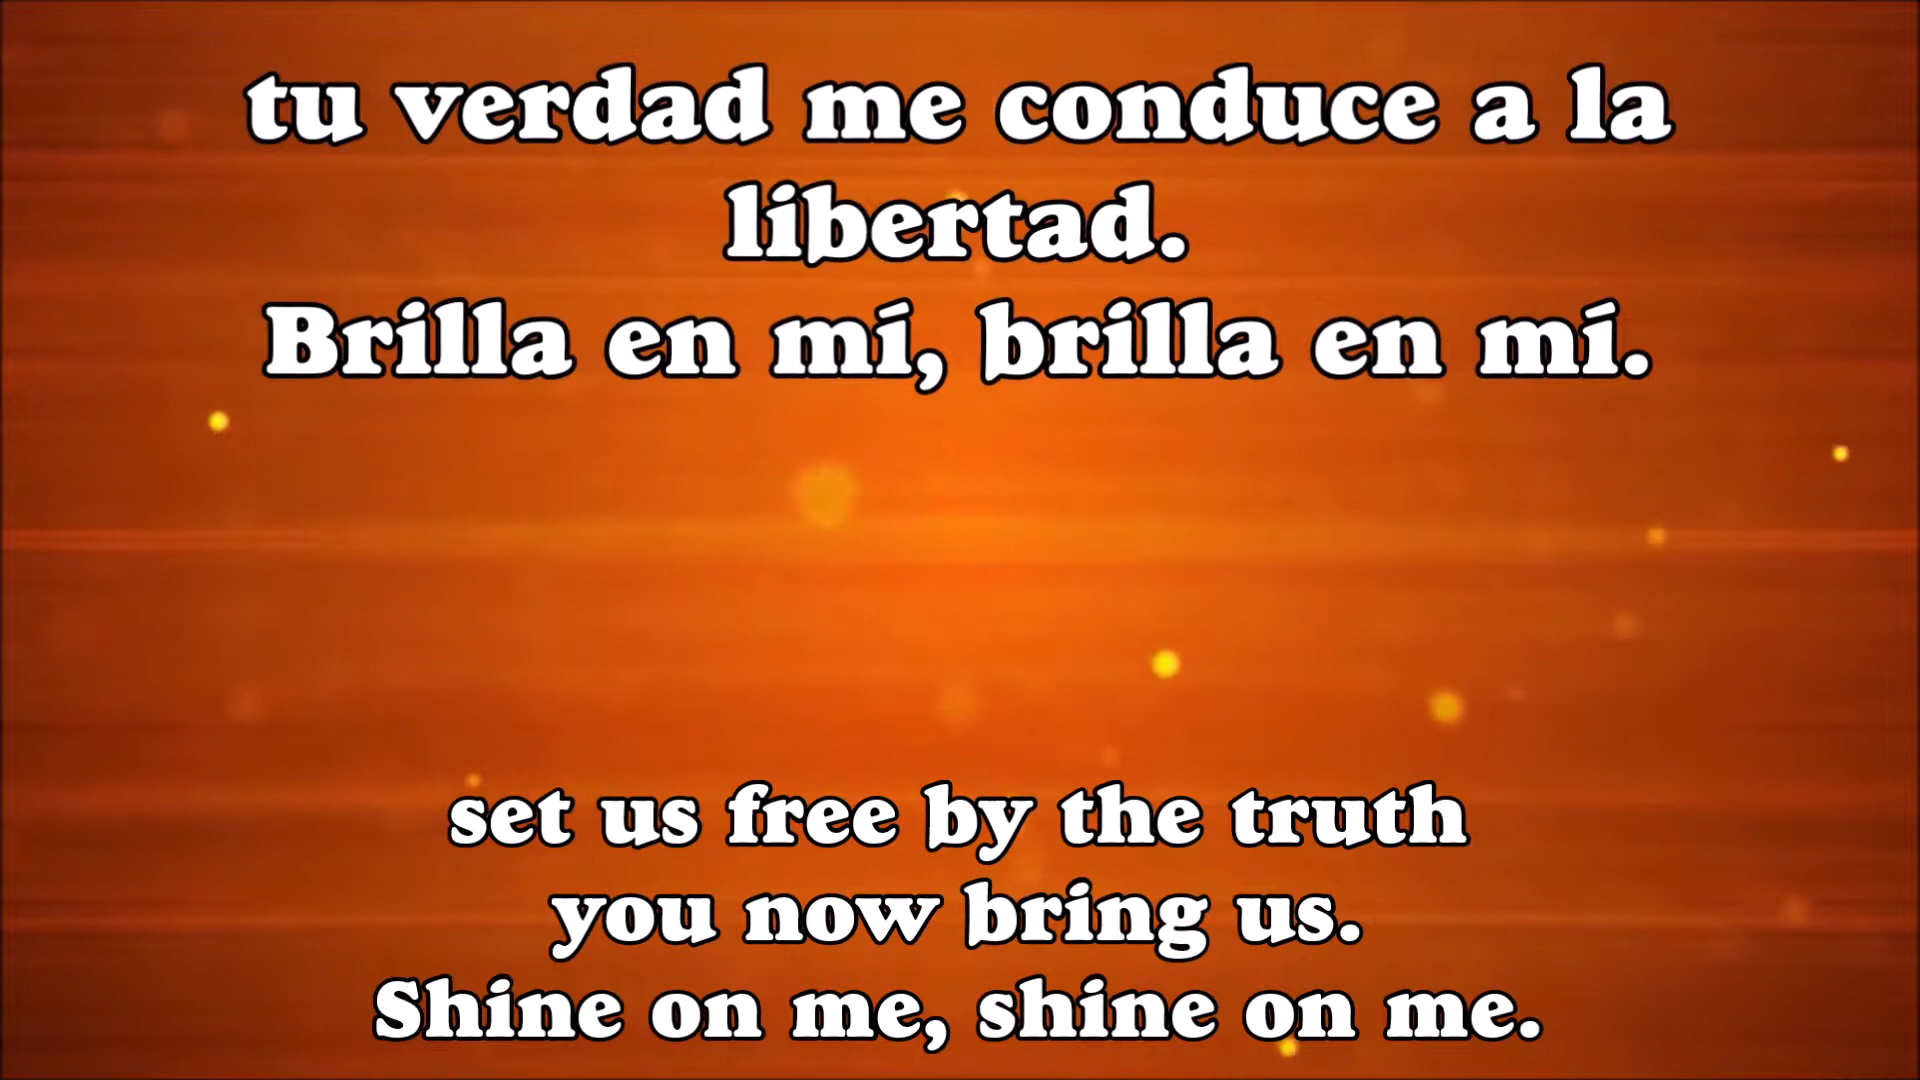 tu verdad me conduce a la
libertad.
Brilla en mí, brilla en mí.
set us free by the truth
you now bring us.
Shine on me, shine on me.